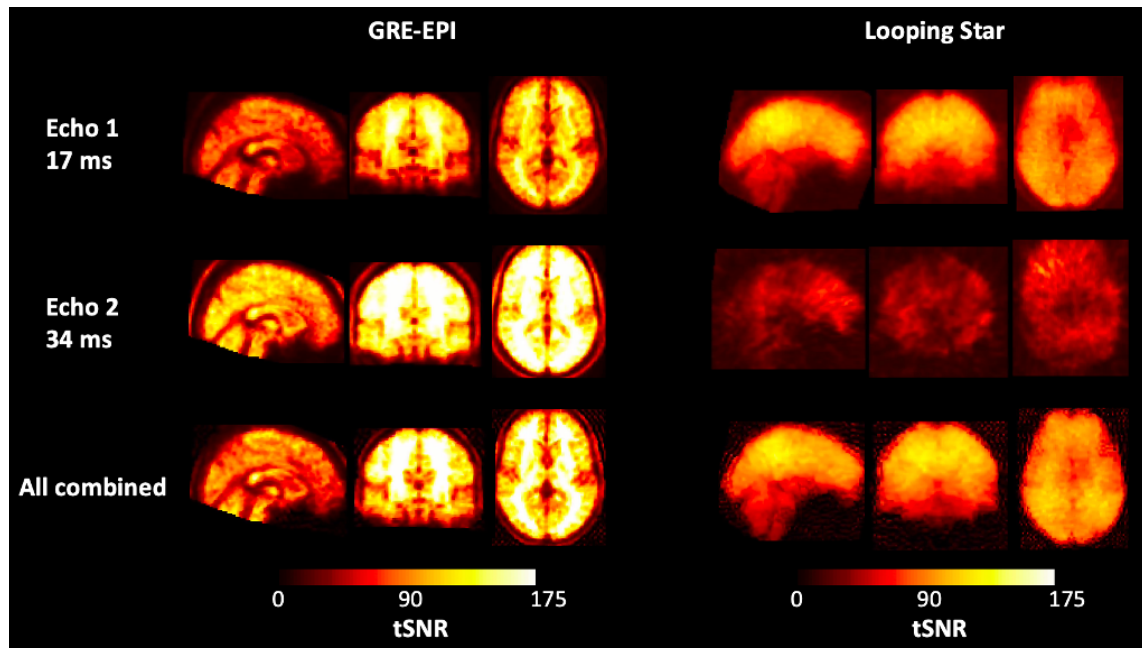 GRE-EPI
Looping Star
Echo 1
17 ms
Echo 2
34 ms
All combined
0 90 175
tSNR
0 90 175
tSNR